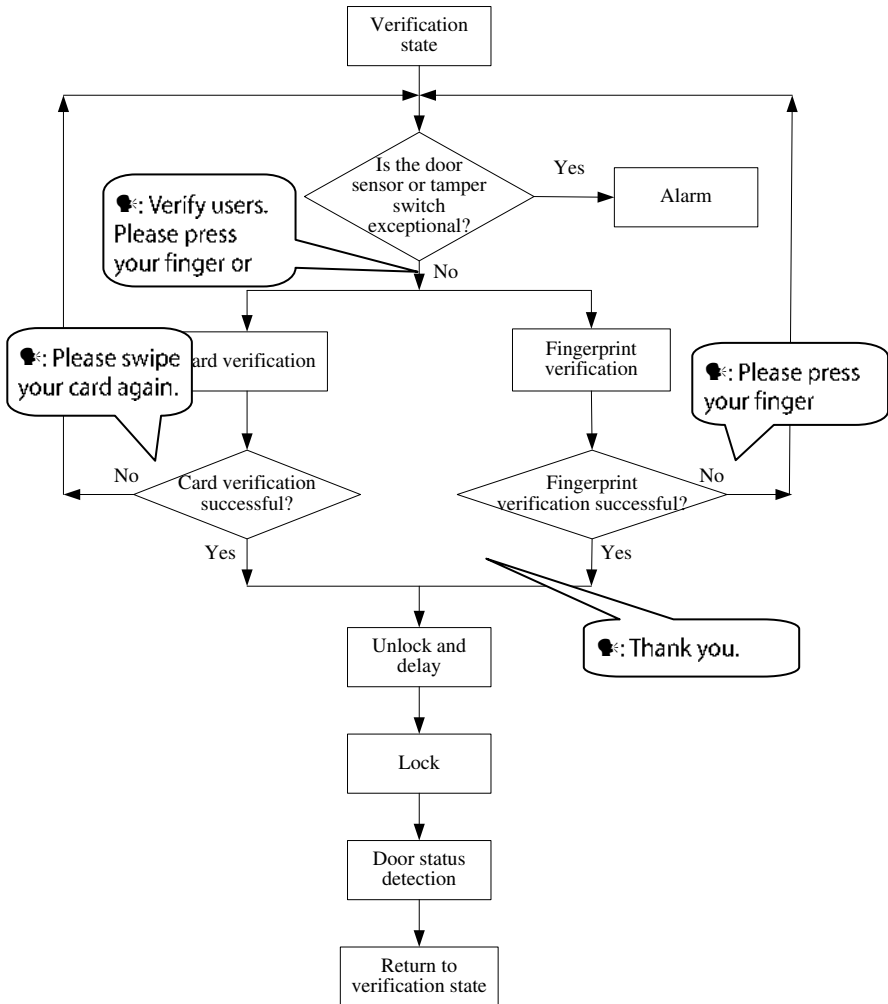 Verification
state
Is the door
sensor or tamper
switch
exceptional?
Yes
Alarm
: Verify users.
Please press
your finger or
No
: Please swipe
your card again.
ard verification
Fingerprint
verification
: Please press
your finger
No
Card verification
successful?
Fingerprint
verification successful?
No
Yes
Yes
Unlock and
delay
: Thank you.
Lock
Door status
detection
Return to
verification state